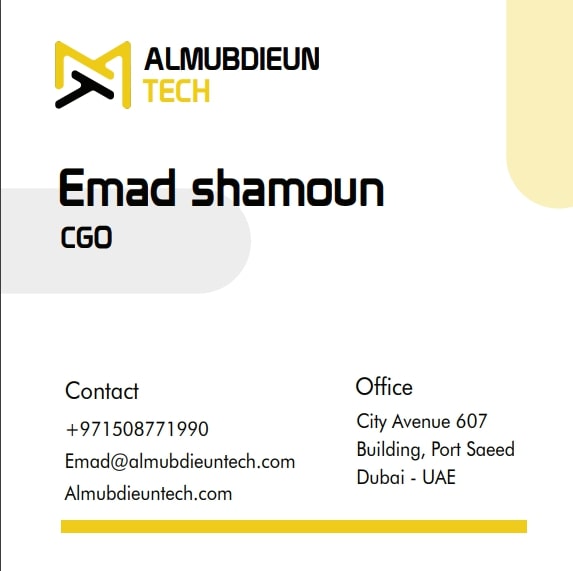 ALMUBDIEUN
TECH
Emad shamoun
CGO
Contact
+971508771990
Emad@almubdieuntech.com
Almubdieuntech.com
Office
City Avenue 607
Building, Port Saeed
Dubai - UAE